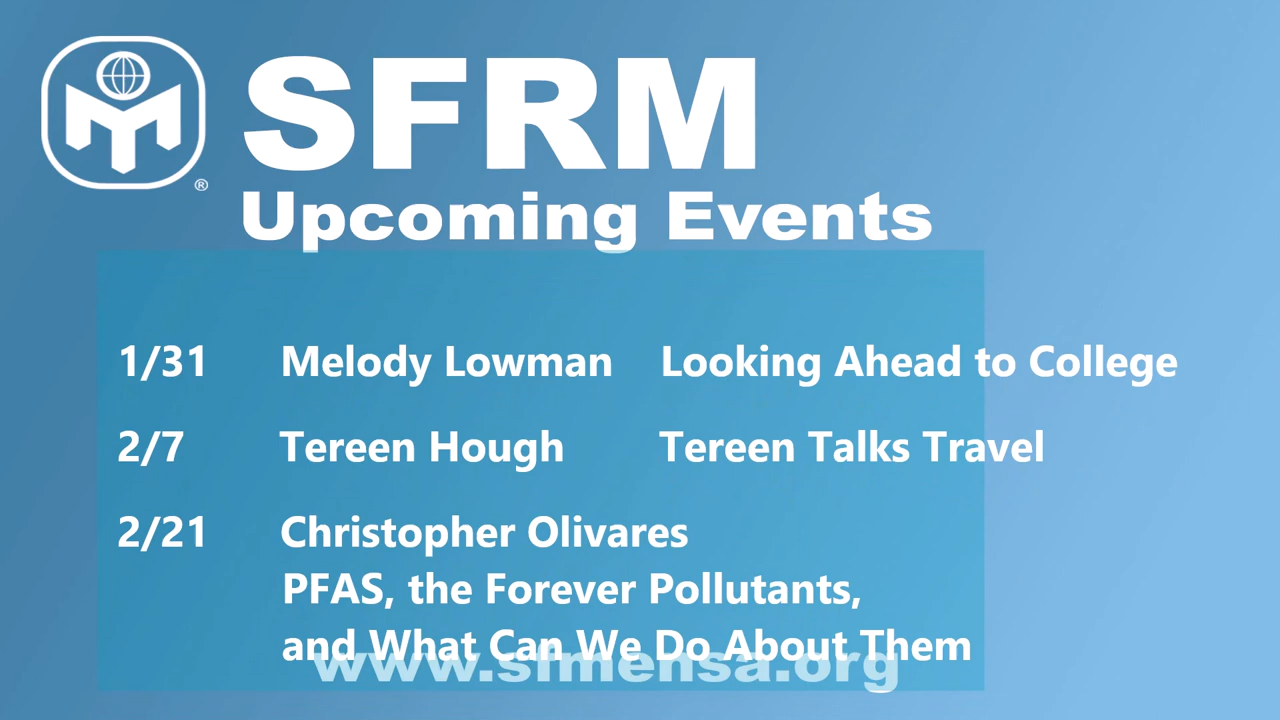 SFRM
®
Upcoming Events
1/31 Melody Lowman Looking Ahead to College
2/7 Tereen Hough Tereen Talks Travel
2/21 Christopher Olivares
PFAS, the Forever Pollutants,
and What Can We Do About Them
www.sfmensa.org